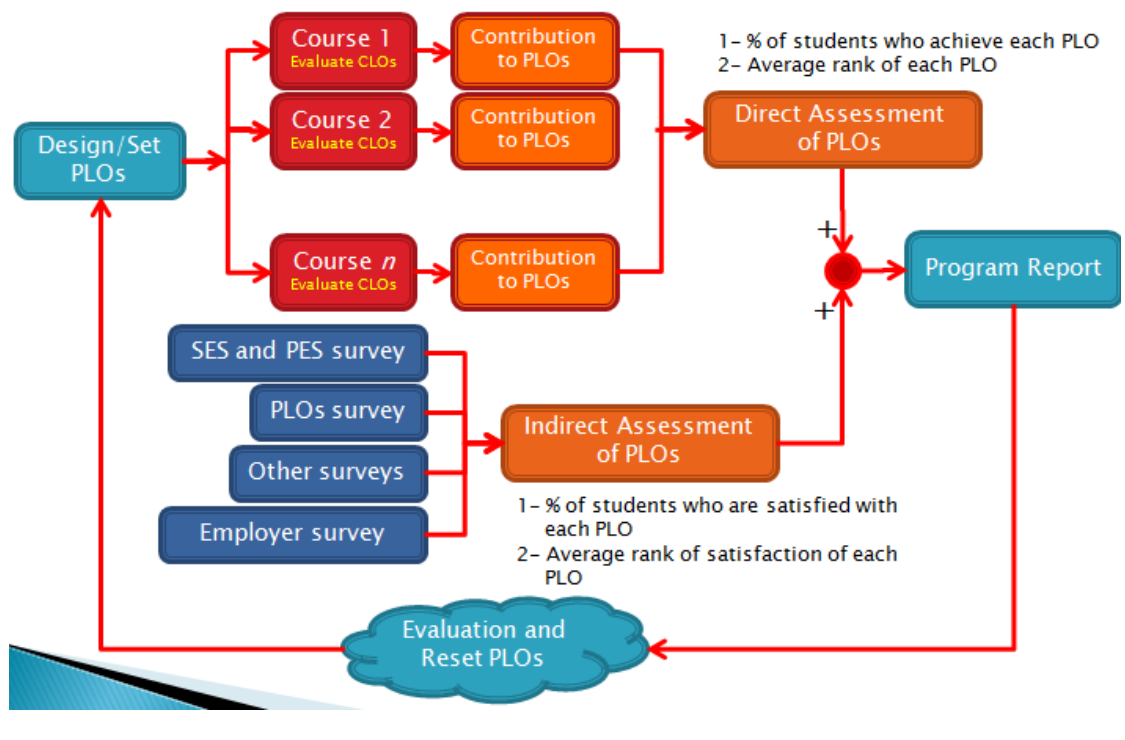 Course 1
Evaluate CLOs
Contribution
to PLOs
1- % of students who achieve each PLO
2- Average rank of each PLO
Course 2
Evaluate CLOs
Contribution
to PLOs
Direct Assessment
of PLOs
Design/Set
PLOs
+
Course n
Evaluate CLOs
Contribution
to PLOs
Program Report
+
SES and PES survey
PLOs survey
Other surveys
Employer survey
Indirect Assessment
of PLOs
1- % of students who are satisfied with
each PLO
2- Average rank of satisfaction of each
PLO
Evaluation and
Reset PLOs